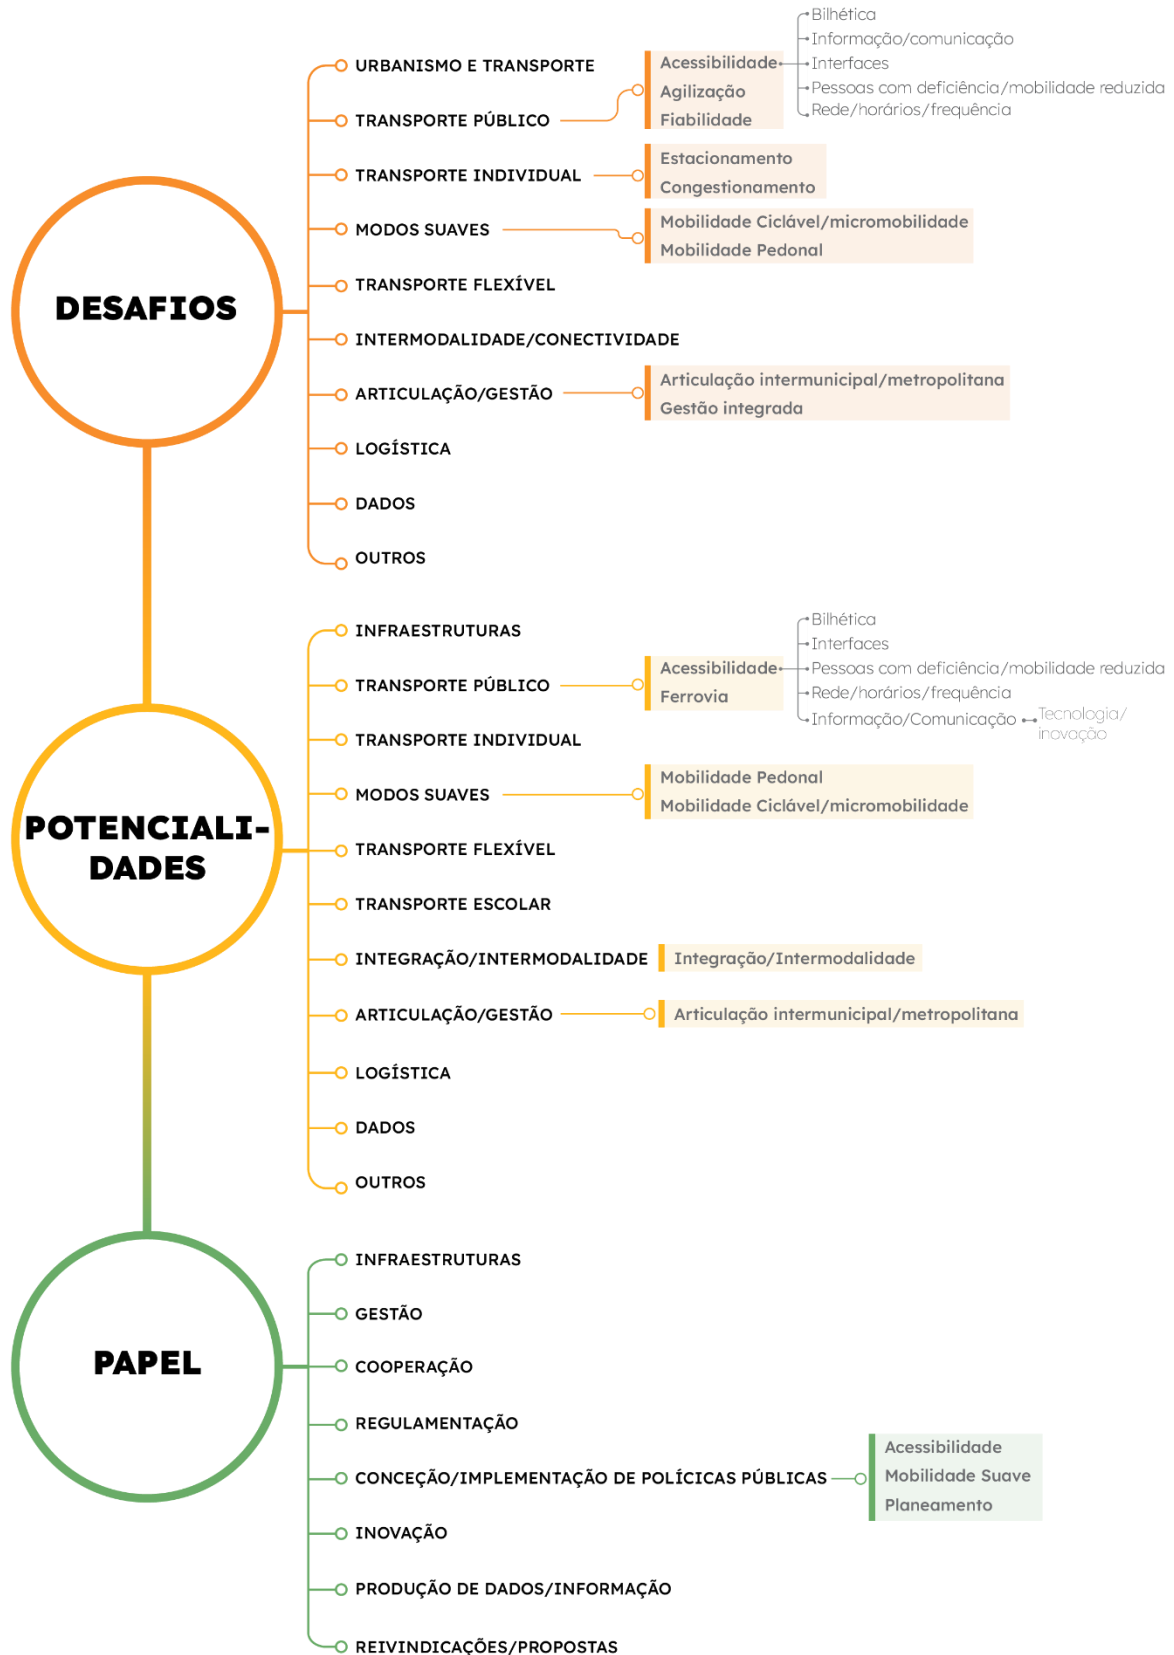 DESAFIOS
URBANISMO E TRANSPORTE
TRANSPORTE PÚBLICO
Acessibilidade
Bilhética
Informação/comunicação
Interfaces
Pessoas com deficiência/mobilidade reduzida
Rede/horários/frequência
Agilização
Fiabilidade
TRANSPORTE INDIVIDUAL
Estacionamento
Congestionamento
MODOS SUAVES
Mobilidade Ciclável/micromobilidade
Mobilidade Pedonal
TRANSPORTE FLEXÍVEL
INTERMODALIDADE/CONECTIVIDADE
ARTICULAÇÃO/GESTÃO
Articulação intermunicipal/metropolitana
Gestão integrada
LOGÍSTICA
DADOS
OUTROS
POTENCIALI-
DADES
INFRAESTRUTURAS
TRANSPORTE PÚBLICO
Acessibilidade
Bilhética
Interfaces
Pessoas com deficiência/mobilidade reduzida
Rede/horários/frequência
Informação/Comunicação
Tecnologia/
inovação
Ferrovia
TRANSPORTE INDIVIDUAL
MODOS SUAVES
Mobilidade Pedonal
Mobilidade Ciclável/micromobilidade
TRANSPORTE FLEXÍVEL
TRANSPORTE ESCOLAR
INTEGRAÇÃO/INTERMODALIDADE
Integração/Intermodalidade
ARTICULAÇÃO/GESTÃO
Articulação intermunicipal/metropolitana
LOGÍSTICA
DADOS
OUTROS
PAPEL
INFRAESTRUTURAS
GESTÃO
COOPERAÇÃO
REGULAMENTAÇÃO
CONCEÇÃO/IMPLEMENTAÇÃO DE POLÍCICAS PÚBLICAS
Acessibilidade
Mobilidade Suave
Planeamento
INOVAÇÃO
PRODUÇÃO DE DADOS/INFORMAÇÃO
REIVINDICAÇÕES/PROPOSTAS